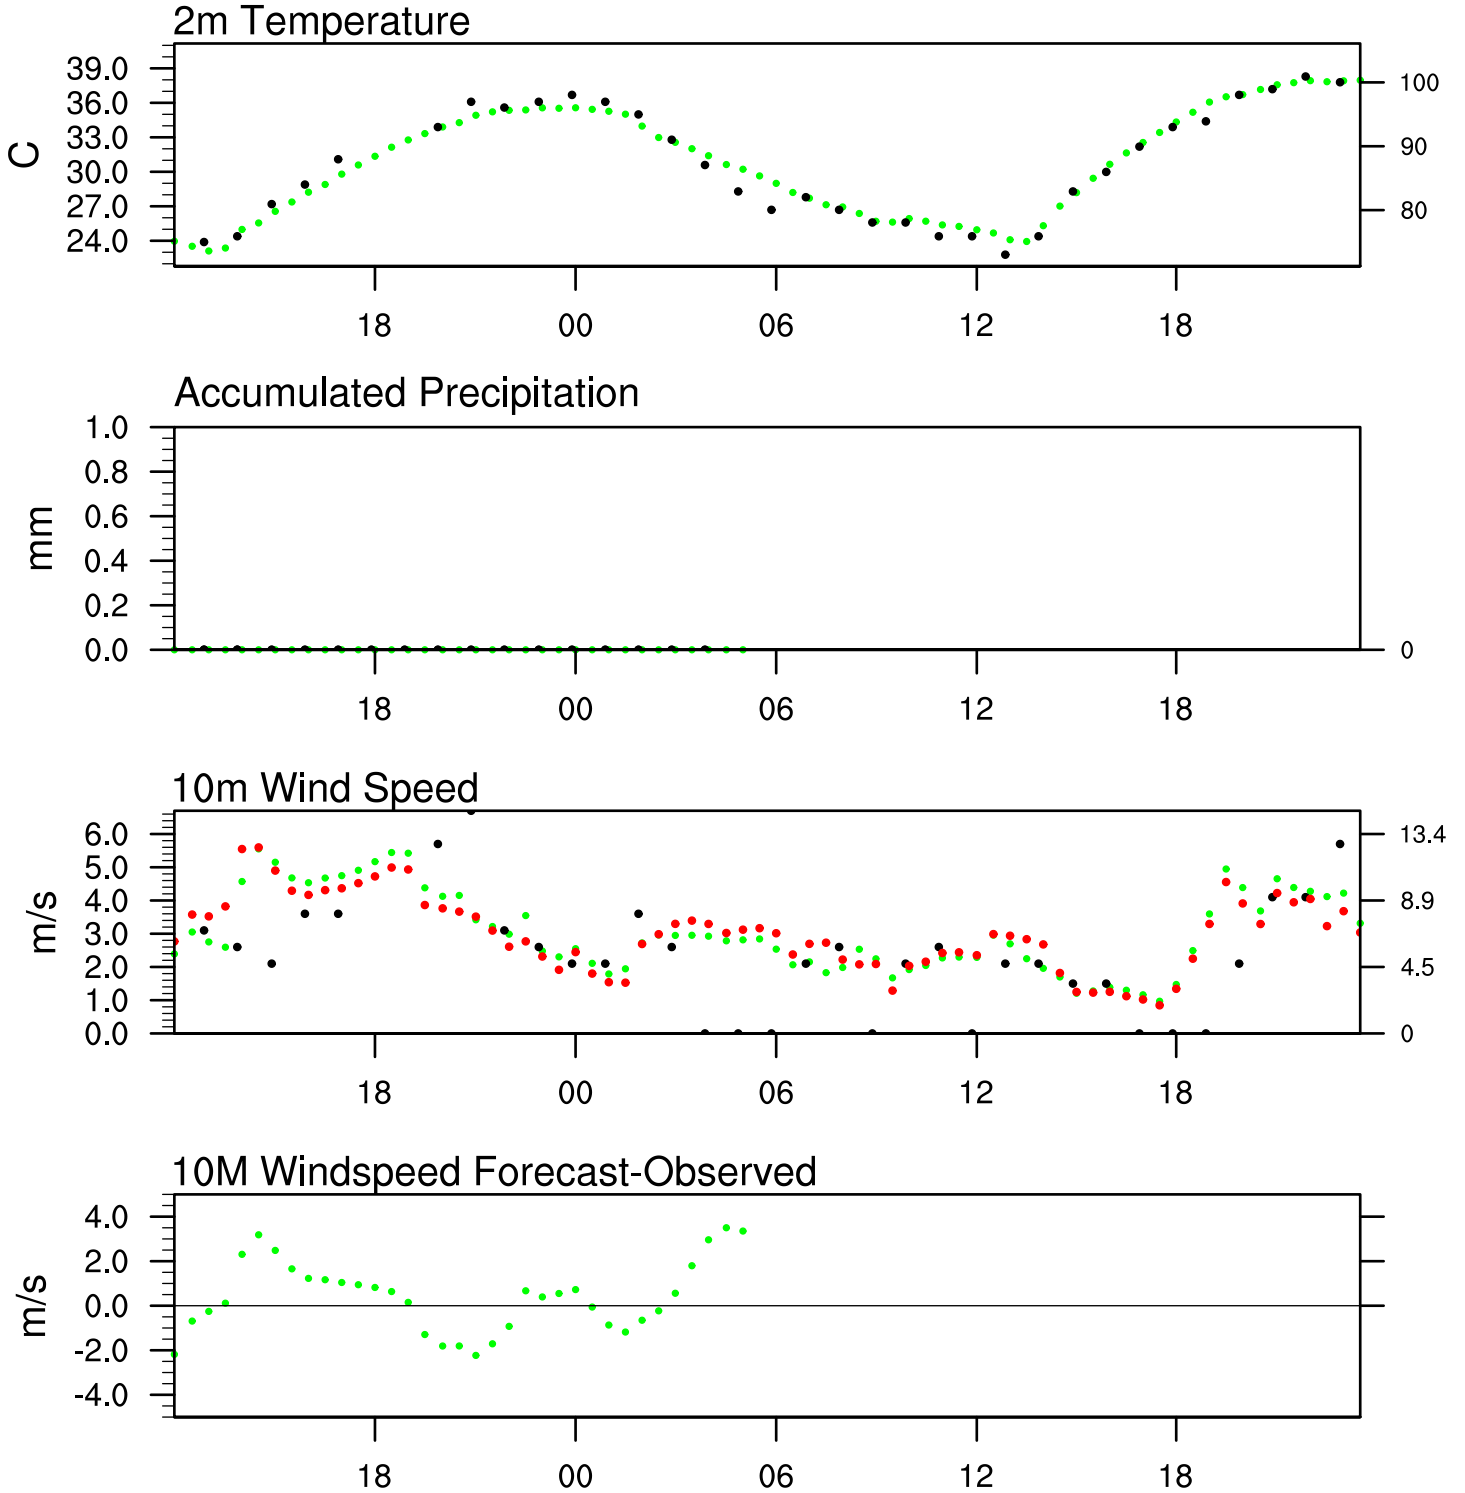 2m Temperature
39.0
36.0
33.0
30.0
27.0
24.0
C
100
90
80
18 00 06 12 18
Accumulated Precipitation
1.0
0.8
0.6
0.4
0.2
0.0
mm
0
18 00 06 12 18
10m Wind Speed
6.0
5.0
4.0
3.0
2.0
1.0
0.0
m/s
13.4
8.9
4.5
0
18 00 06 12 18
10M Windspeed Forecast-Observed
4.0
2.0
0.0
-2.0
-4.0
m/s
18 00 06 12 18